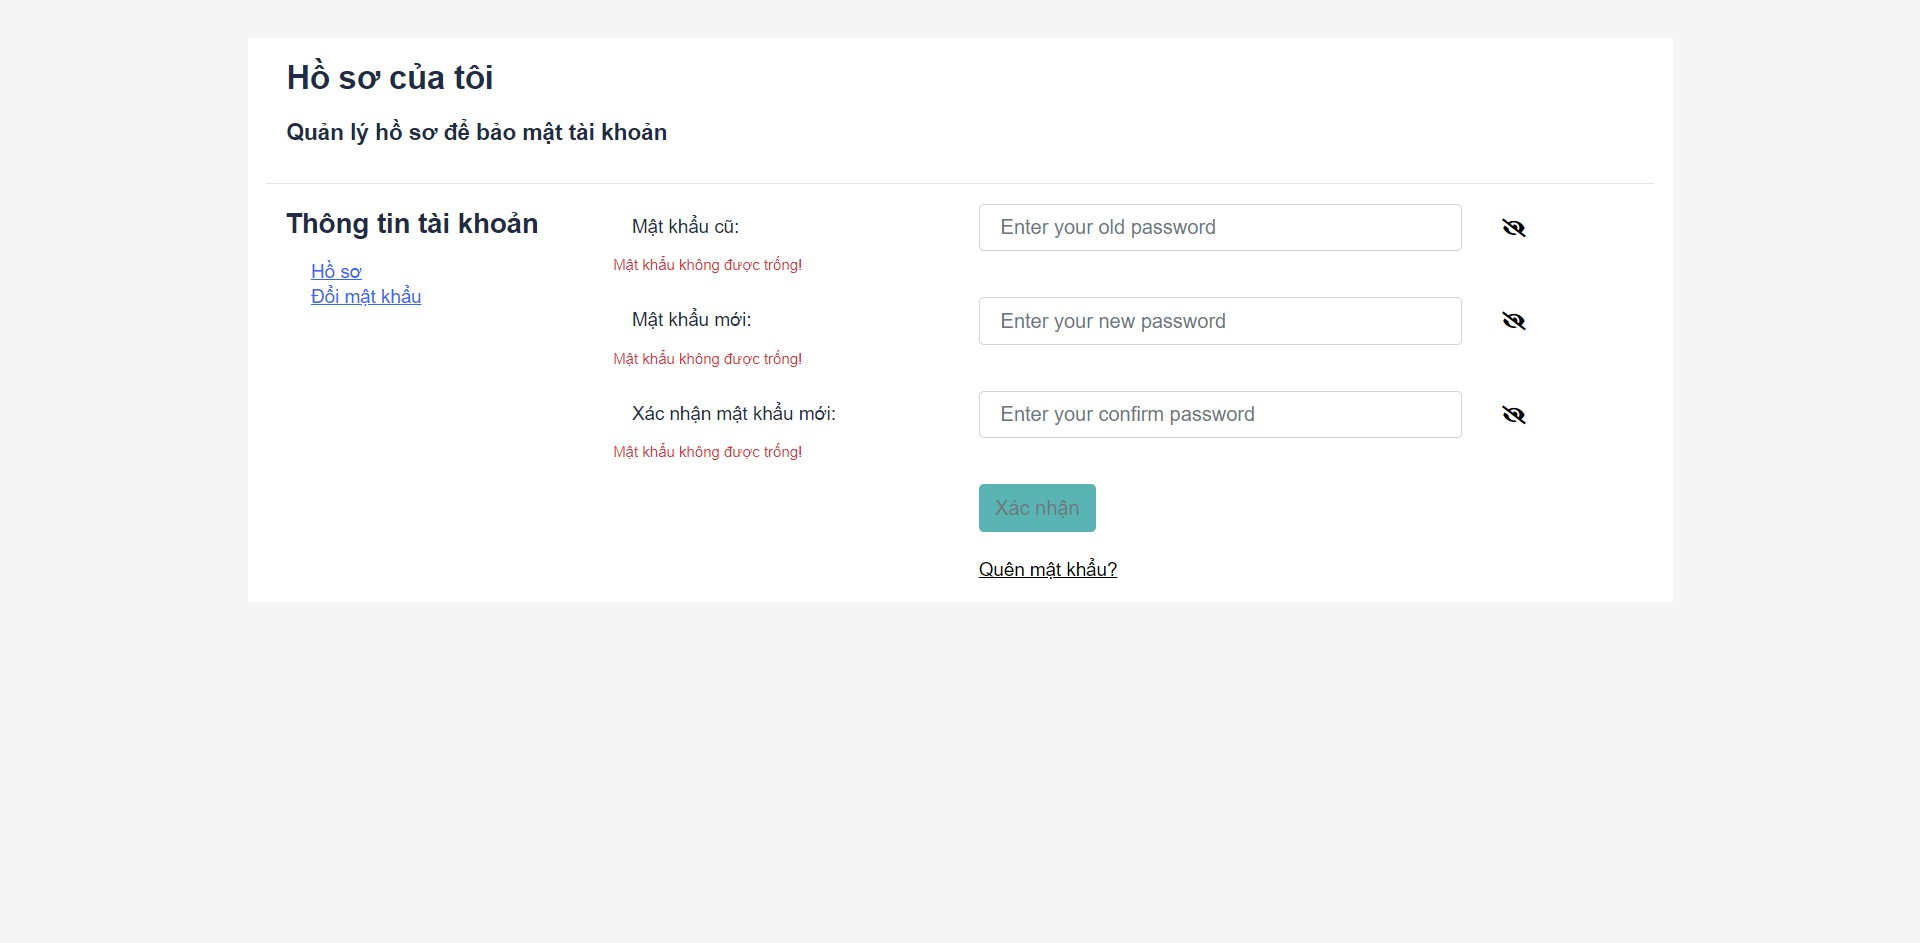 Hồ sơ của tôi
Quản lý hồ sơ để bảo mật tài khoản
Thông tin tài khoản
Hồ sơ
Đổi mật khẩu
Mật khẩu cũ:
Enter your old password
Mật khẩu không được trống!
Mật khẩu mới:
Enter your new password
Mật khẩu không được trống!
Xác nhận mật khẩu mới:
Enter your confirm password
Mật khẩu không được trống!
Xác nhận
Quên mật khẩu?